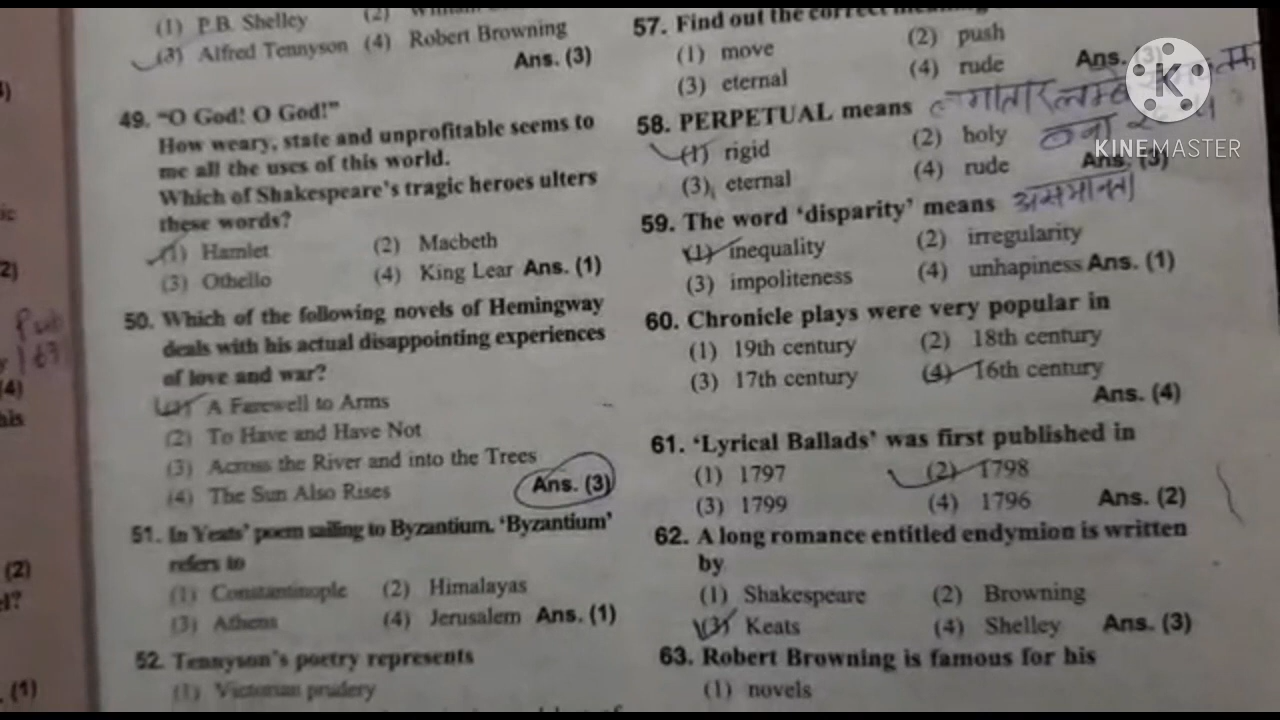 (1) P.B. Shelley (2)
(3) Alfred Tennyson (4) Robert Browning
Ans. (3)
49. "O God! O God!"
How weary, state and unprofitable seems to
me all the uses of this world.
Which of Shakespeare's tragic heroes ulters
these words?
(1) Hamlet (2) Macbeth
(3) Othello (4) King Lear Ans. (1)
50. Which of the following novels of Hemingway
deals with his actual disappointing experiences
of love and war?
A Farewell to Arms
(2) To Have and Have Not
(3) Across the River and into the Trees
(4) The Sun Also Rises Ans. (3)
51. In Yeats' poem sailing to Byzantium. 'Byzantium'
refers to
(1) Constantinople (2) Himalayas
(3) Athens (4) Jerusalem Ans. (1)
52. Tennyson's poetry represents
(1) Victorian prudery
57. Find out the correct
(1) move (2) push
(3) eternal (4) rude Ans. (3)
58. PERPETUAL means लगातार
(1) rigid (2) holy
(3) eternal (4) rude Ans. (3)
59. The word 'disparity' means असमानता
(1) inequality (2) irregularity
(3) impoliteness (4) unhapiness Ans. (1)
60. Chronicle plays were very popular in
(1) 19th century (2) 18th century
(3) 17th century (4) 16th century
Ans. (4)
61. 'Lyrical Ballads' was first published in
(1) 1797 (2) 1798
(3) 1799 (4) 1796 Ans. (2)
62. A long romance entitled endymion is written
by
(1) Shakespeare (2) Browning
(3) Keats (4) Shelley Ans. (3)
63. Robert Browning is famous for his
(1) novels
K
KINEMASTER
2)
(4)
his
(2)
. (1)